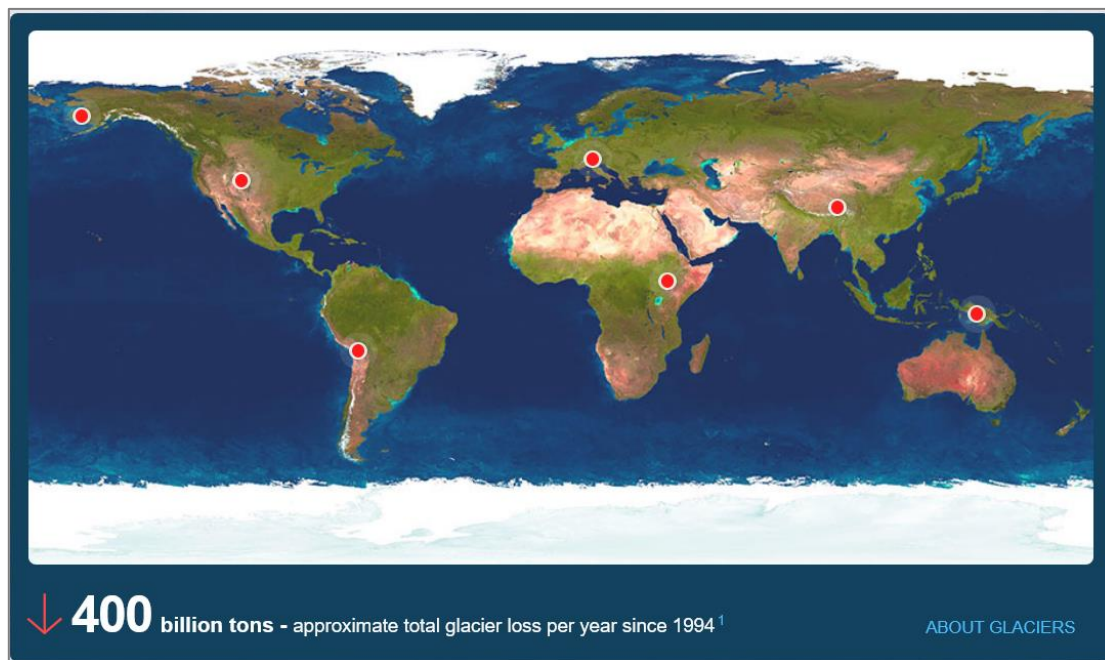 400 billion tons - approximate total glacier loss per year since 1994 1
ABOUT GLACIERS